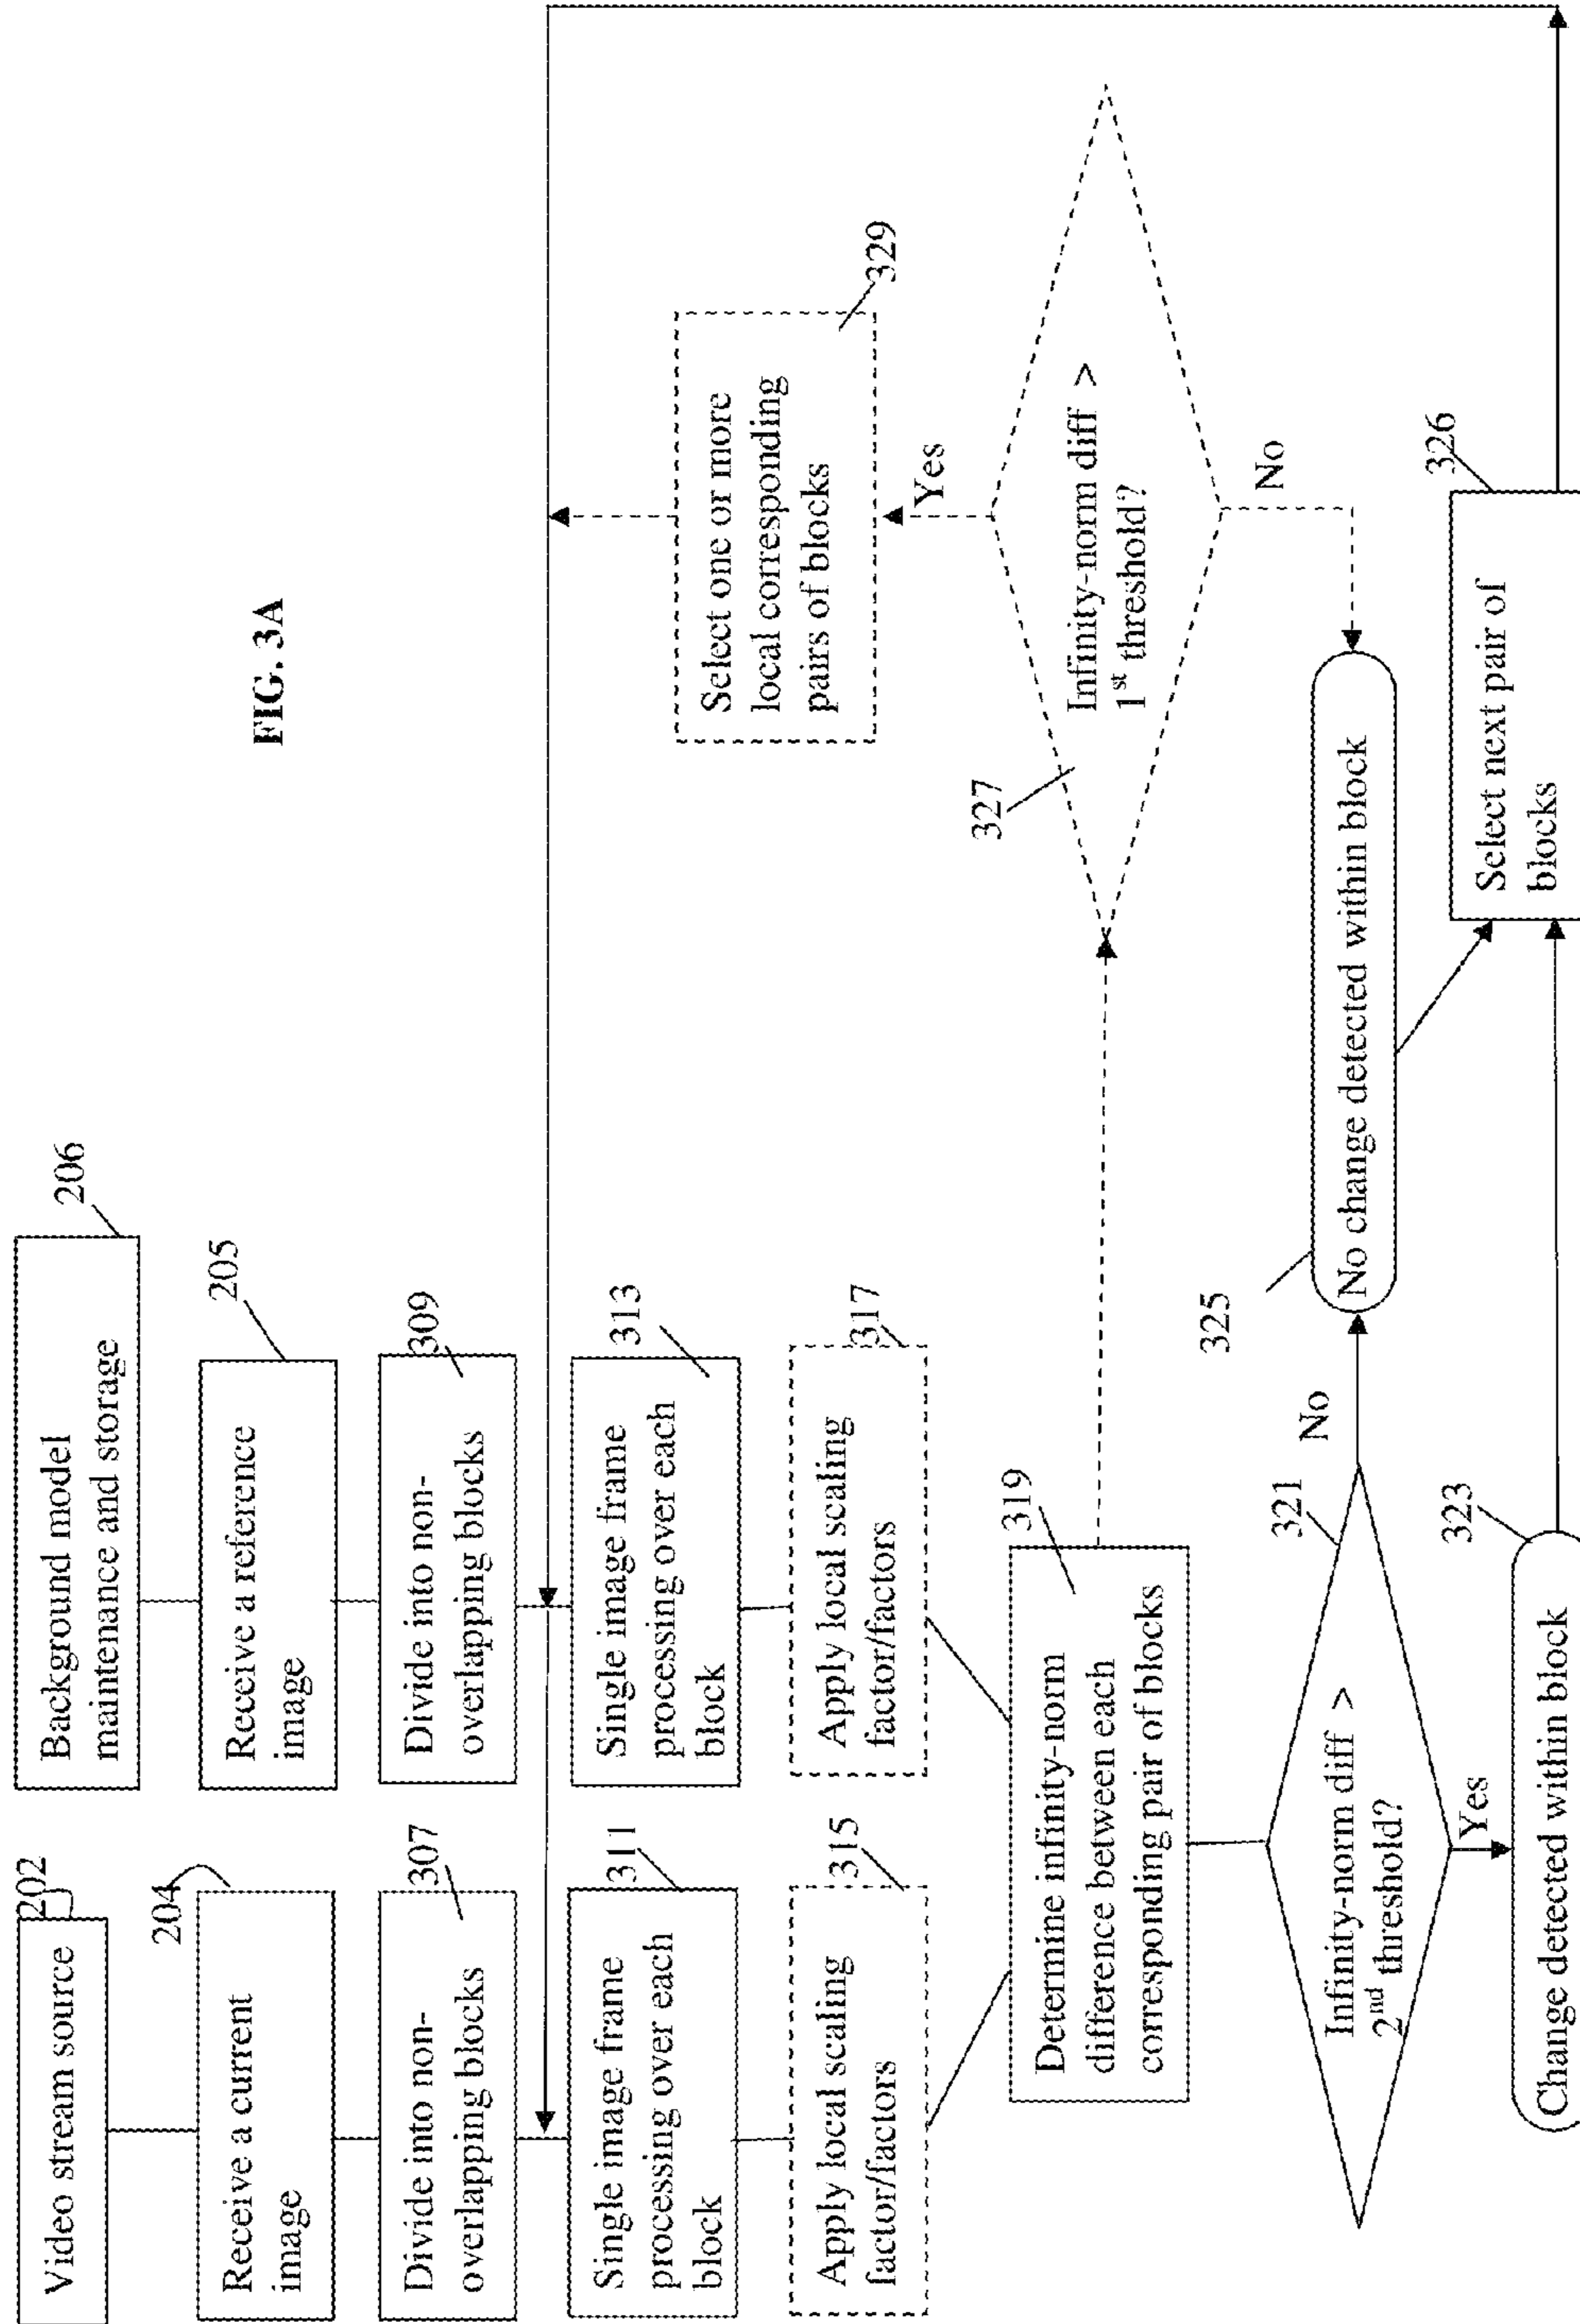 FIG. 3A
Video stream source
202
Receive a current
image
204
Divide into non-
overlapping blocks
307
Single image frame
processing over each
block
311
Apply local scaling
factor/factors
315
Background model
maintenance and storage
206
Receive a reference
image
205
Divide into non-
overlapping blocks
309
Single image frame
processing over each
block
313
Apply local scaling
factor/factors
317
Determine infinity-norm
difference between each
corresponding pair of blocks
319
Infinity-norm diff >
2nd threshold?
321
Yes
No
Change detected within block
323
No change detected within block
325
Select next pair of
blocks
326
Infinity-norm diff >
1st threshold?
327
Yes
No
Select one or more
local corresponding
pairs of blocks
329